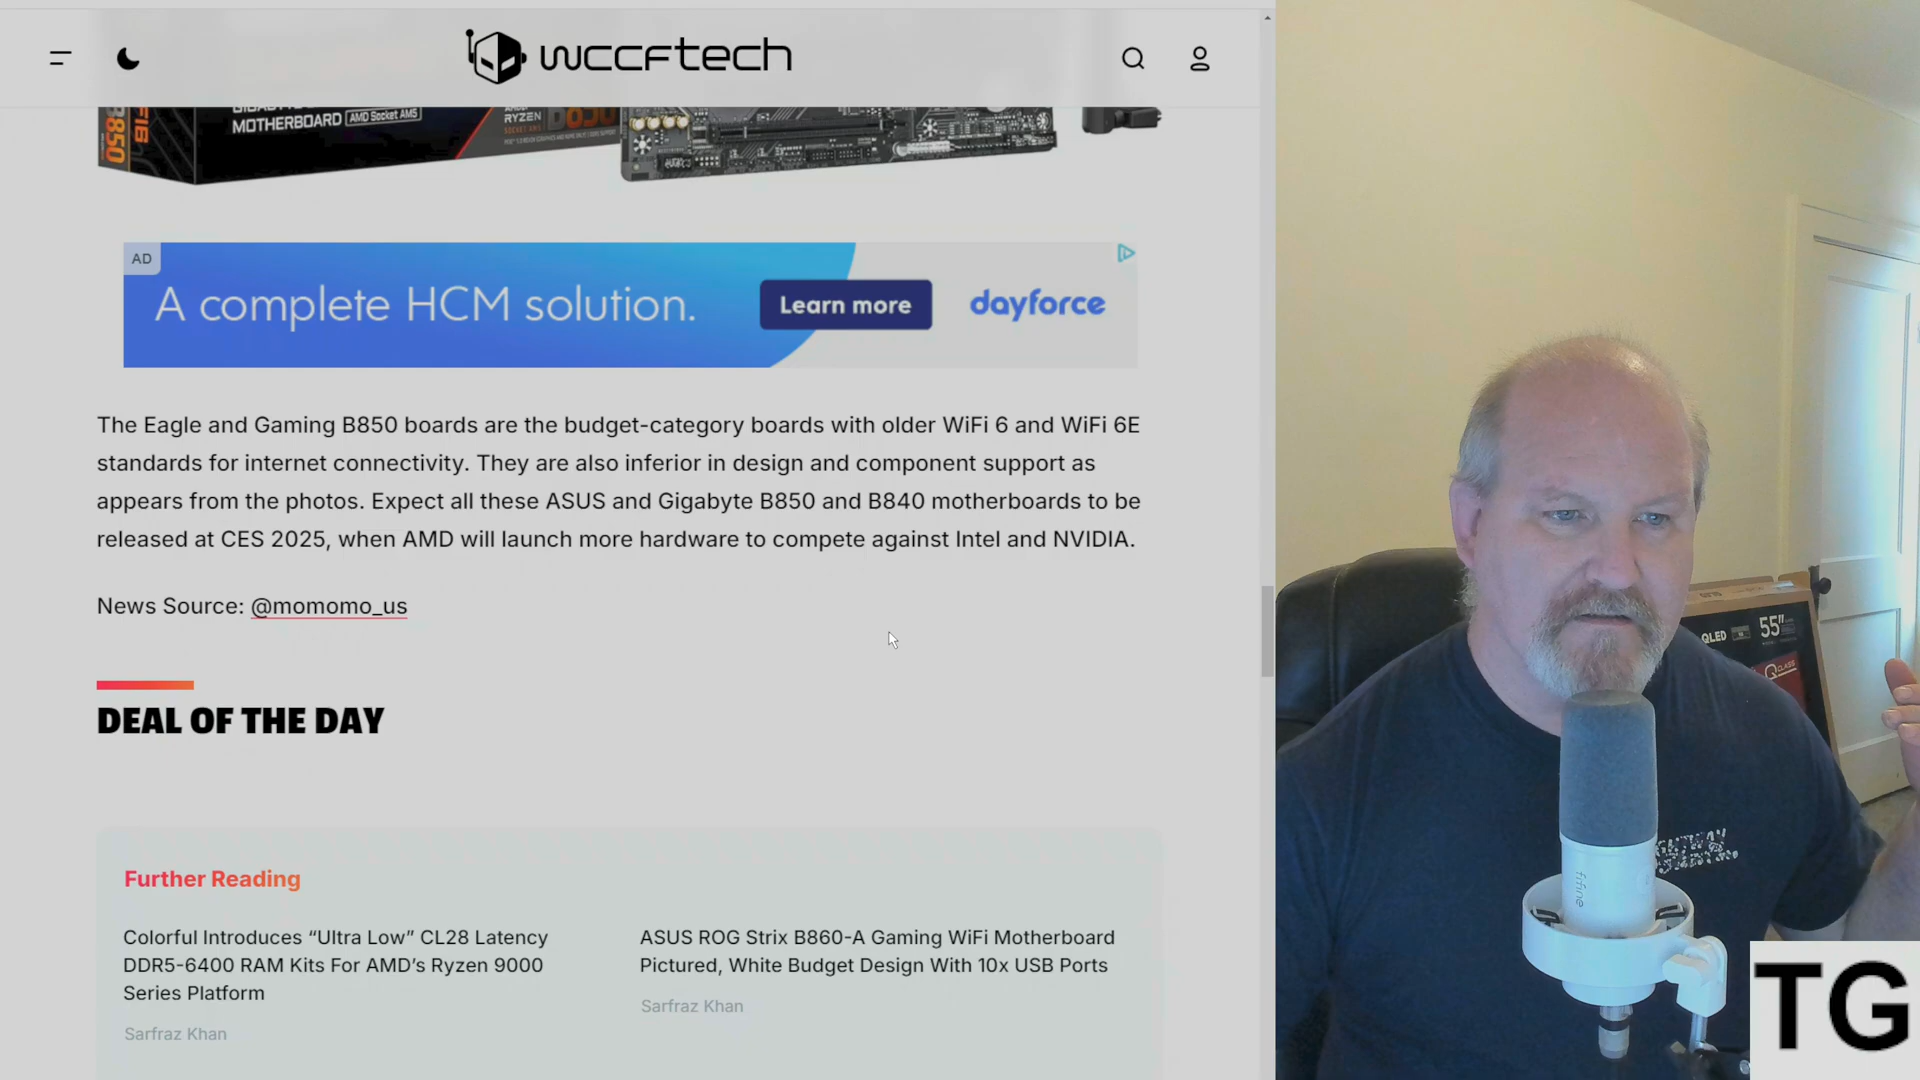 wccftech
B850
GIGABYTE
MOTHERBOARD AMD Socket AM5
RYZEN
AD
A complete HCM solution.
Learn more
dayforce
The Eagle and Gaming B850 boards are the budget-category boards with older WiFi 6 and WiFi 6E
standards for internet connectivity. They are also inferior in design and component support as
appears from the photos. Expect all these ASUS and Gigabyte B850 and B840 motherboards to be
released at CES 2025, when AMD will launch more hardware to compete against Intel and NVIDIA.
News Source: @momomo_us
DEAL OF THE DAY
Further Reading
Colorful Introduces “Ultra Low” CL28 Latency
DDR5-6400 RAM Kits For AMD’s Ryzen 9000
Series Platform
Sarfraz Khan
ASUS ROG Strix B860-A Gaming WiFi Motherboard
Pictured, White Budget Design With 10x USB Ports
Sarfraz Khan
QLED
55"
Q CLASS
fifine
TG